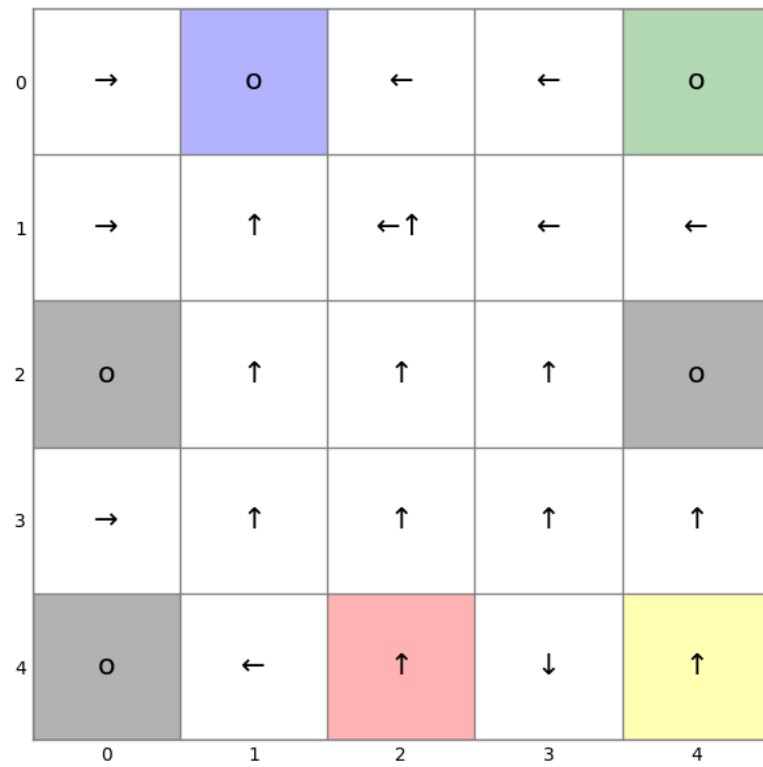 0 → o ← ← o
1 → ↑ ←↑ ← ←
2 o ↑ ↑ ↑ o
3 → ↑ ↑ ↑ ↑
4 o ← ↑ ↓ ↑
0 1 2 3 4